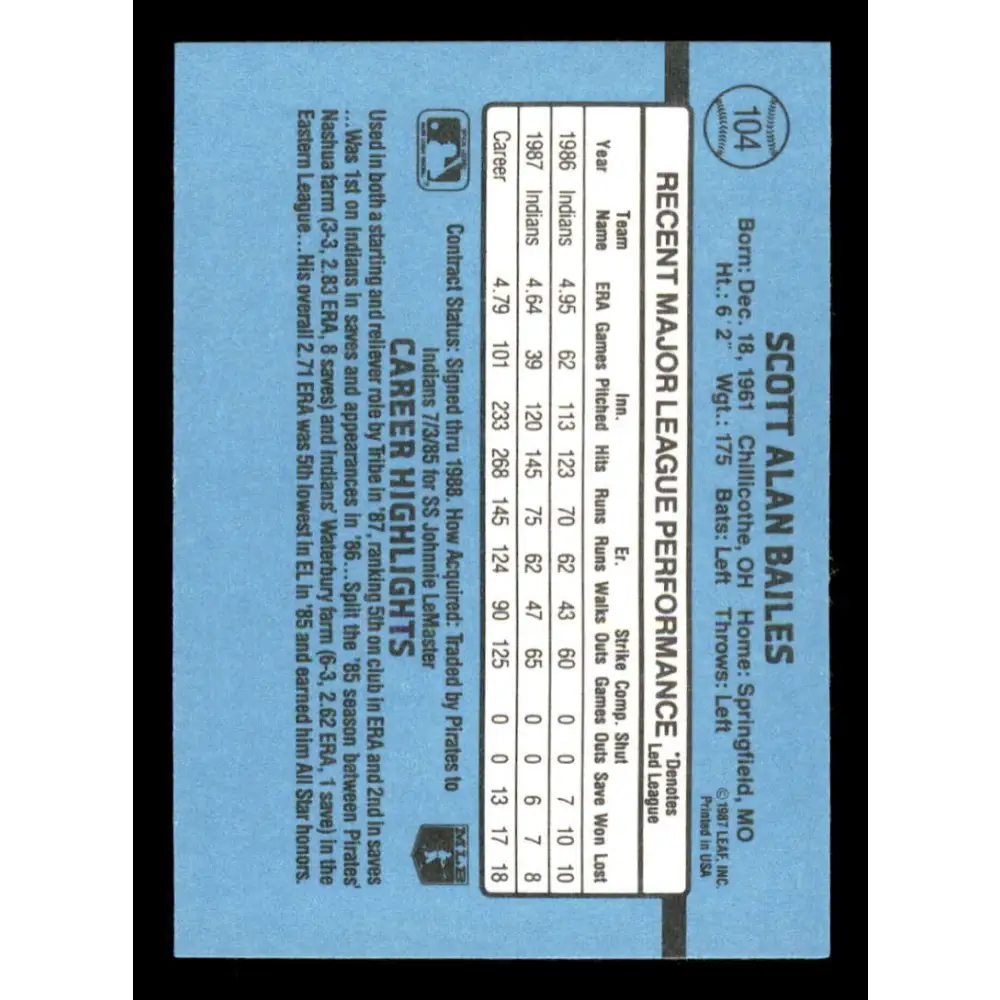 104
SCOTT ALAN BAILES
Born: Dec. 18, 1961 Chillicothe, OH Home: Springfield, MO
Ht.: 6' 2" Wgt.: 175 Bats: Left Throws: Left
© 1987 LEAF, INC.
Printed in USA
RECENT MAJOR LEAGUE PERFORMANCE
*Denotes
Led League
Team Inn. Er. Strike Comp. Shut
Year Name ERA Games Pitched Hits Runs Runs Walks Outs Games Outs Save Won Lost
1986 Indians 4.95 62 113 123 70 62 43 60 0 0 7 10 10
1987 Indians 4.64 39 120 145 75 62 47 65 0 0 6 7 8
Career 4.79 101 233 268 145 124 90 125 0 0 13 17 18
Contract Status: Signed thru 1988. How Acquired: Traded by Pirates to
Indians 7/3/85 for SS Johnnie LeMaster
MLB
CAREER HIGHLIGHTS
Used in both a starting and reliever role by Tribe in '87, ranking 5th on club in ERA and 2nd in saves
...Was 1st on Indians in saves and appearances in '86...Split the '85 season between Pirates'
Nashua farm (3-3, 2.83 ERA, 8 saves) and Indians' Waterbury farm (6-3, 2.62 ERA, 1 save) in the
Eastern League...His overall 2.71 ERA was 5th lowest in EL in '85 and earned him All Star honors.